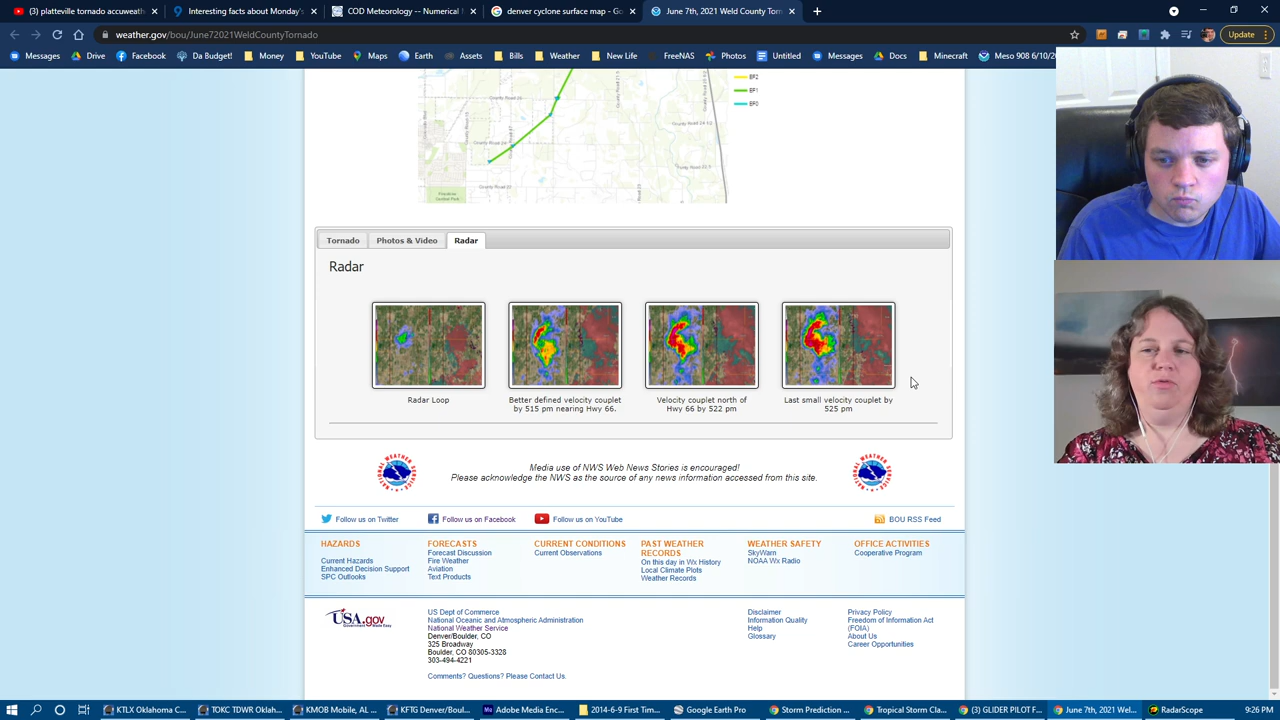 (3) plattville tornado accuweath
Interesting facts about Monday's
COD Meteorology -
green surface map - Go
June 7th, 2021 Weld County To
weather.gov/bou/June72021WeldCountyTornado
Update
Messages Drive Facebook Da Budget! Money YouTube Maps Earth Assets Bills Weather New Life FreeNAS Photos Untitled Messages Docs Minecraft Meso 908 6/10/
EF2
EF1
EF0
Tornado Photos & Video Radar
Radar
Radar Loop
Better defined velocity couplet
by 515 pm nearing Hwy 66.
Velocity couplet north of
Hwy 66 by 522 pm
Last small velocity couplet by
525 pm
Media use of NWS Web News Stories is encouraged!
Please acknowledge the NWS as the source of any news information accessed from this site.
Follow us on Twitter Follow us on Facebook Follow us on YouTube BOU RSS Feed
HAZARDS
Current Hazards
Enhanced Decision Support
SPC Outlooks
FORECASTS
Forecast Discussion
Fire Weather
Aviation
Text Products
CURRENT CONDITIONS
Current Observations
PAST WEATHER
RECORDS
On this day in Wx History
Local Climate Plots
Weather Records
WEATHER SAFETY
SkyWarn
NOAA Wx Radio
OFFICE ACTIVITIES
Cooperative Program
USA.gov
US Dept of Commerce
National Oceanic and Atmospheric Administration
National Weather Service
Denver/Boulder, CO
325 Broadway
Boulder, CO 80305-3328
303-494-4221
Comments? Questions? Please Contact Us.
Disclaimer
Information Quality
Help
Glossary
Privacy Policy
Freedom of Information Act
(FOIA)
About Us
Career Opportunities
KTLX Oklahoma C... TOKC TDWR Oklah... KMOB Mobile, AL ... KFTG Denver/Boul... Adobe Media Enc... 2014-6-9 First Tim... Google Earth Pro Storm Prediction ... (3) GLIDER PILOT F... June 7th, 2021 Wel... RadarScope 9:26 PM